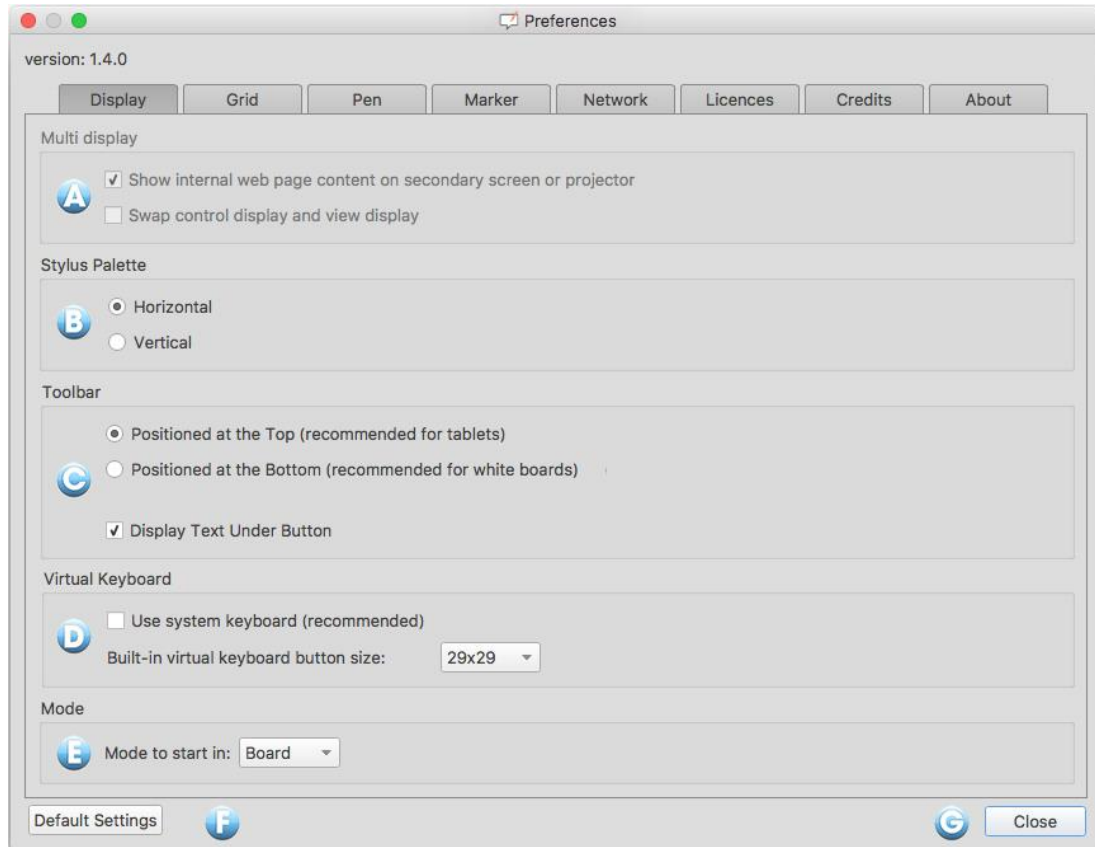 Preferences
version: 1.4.0
Display Grid Pen Marker Network Licences Credits About
Multi display
A
Show internal web page content on secondary screen or projector
Swap control display and view display
Stylus Palette
B
Horizontal
Vertical
Toolbar
C
Positioned at the Top (recommended for tablets)
Positioned at the Bottom (recommended for white boards)
Display Text Under Button
Virtual Keyboard
D
Use system keyboard (recommended)
Built-in virtual keyboard button size: 29x29
Mode
E Mode to start in: Board
Default Settings F G Close